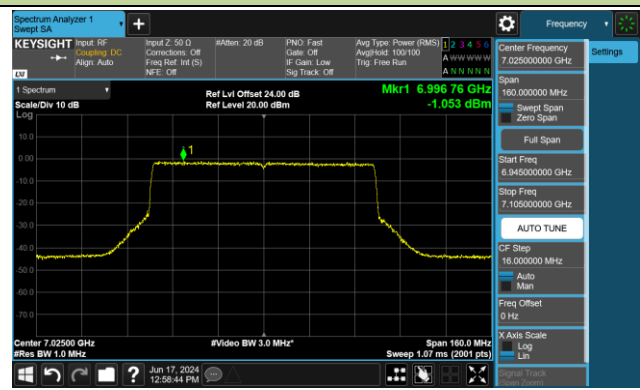 Spectrum Analyzer 1
Swept SA
Frequency
KEYSIGHT
Input: RF
Coupling: DC
Align: Auto
Input Z: 50 Ω
Corrections: Off
Freq Ref: Int (S)
NFE: Off
#Atten: 20 dB
PNO: Fast
Gate: Off
IF Gain: Low
Sig Track: Off
Avg Type: Power (RMS)
Avg|Hold: 100/100
Trig: Free Run
1 2 3 4 5 6
A W W W W W
A N N N N N
LXI
1 Spectrum
Scale/Div 10 dB
Log
Ref Lvl Offset 24.00 dB
Ref Level 20.00 dBm
Mkr1 6.996 76 GHz
-1.053 dBm
1
10.0
0.00
-10.0
-20.0
-30.0
-40.0
-50.0
-60.0
-70.0
Center 7.02500 GHz
#Res BW 1.0 MHz
#Video BW 3.0 MHz*
Span 160.0 MHz
Sweep 1.07 ms (2001 pts)
Jun 17, 2024
12:58:44 PM
Center Frequency
7.025000000 GHz
Settings
Span
160.000000 MHz
Swept Span
Zero Span
Full Span
Start Freq
6.945000000 GHz
Stop Freq
7.105000000 GHz
AUTO TUNE
CF Step
16.000000 MHz
Auto
Man
Freq Offset
0 Hz
X Axis Scale
Log
Lin
Signal Track
(Span Zoom)